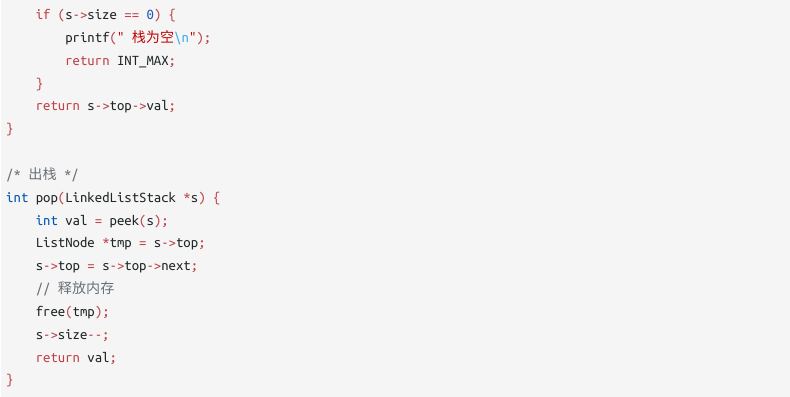 if (s->size == 0) {
        printf(" 栈为空\n");
        return INT_MAX;
    }
    return s->top->val;
}

/* 出栈 */
int pop(LinkedListStack *s) {
    int val = peek(s);
    ListNode *tmp = s->top;
    s->top = s->top->next;
    // 释放内存
    free(tmp);
    s->size--;
    return val;
}